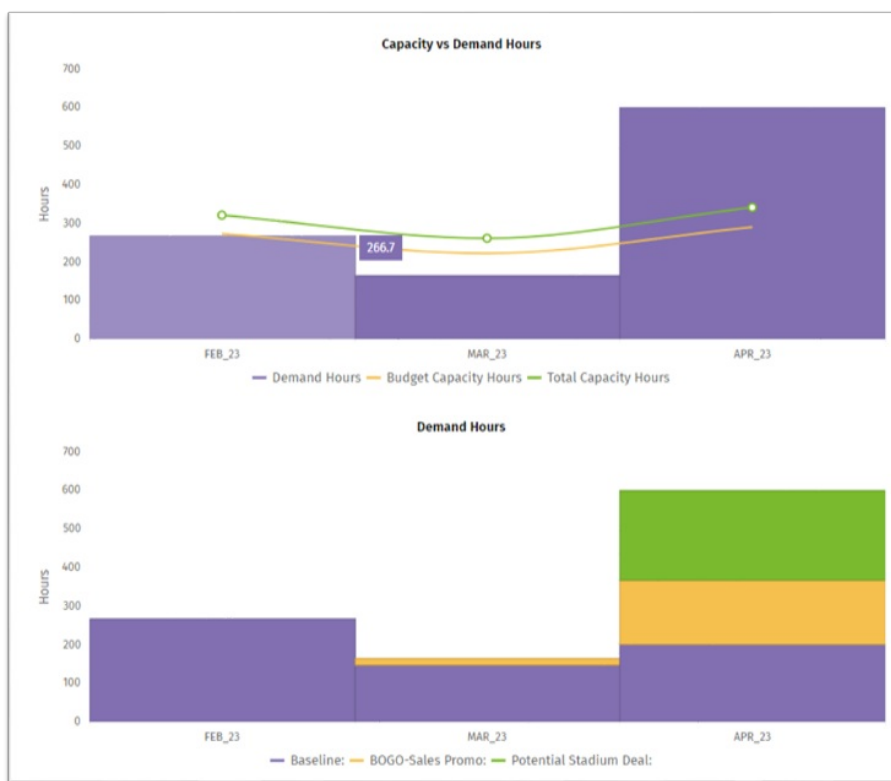 Capacity vs Demand Hours
700
600
500
400
300
200
100
0
Hours
266.7
FEB_23 MAR_23 APR_23
Demand Hours Budget Capacity Hours Total Capacity Hours
Demand Hours
700
600
500
400
300
200
100
0
Hours
FEB_23 MAR_23 APR_23
Baseline: BOGO-Sales Promo: Potential Stadium Deal: